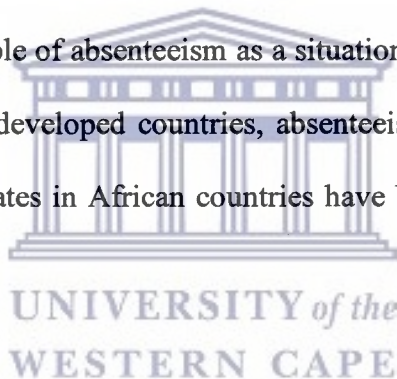 ple of absenteeism as a situation
developed countries, absenteeis
ates in African countries have
UNIVERSITY of the
WESTERN CAPE